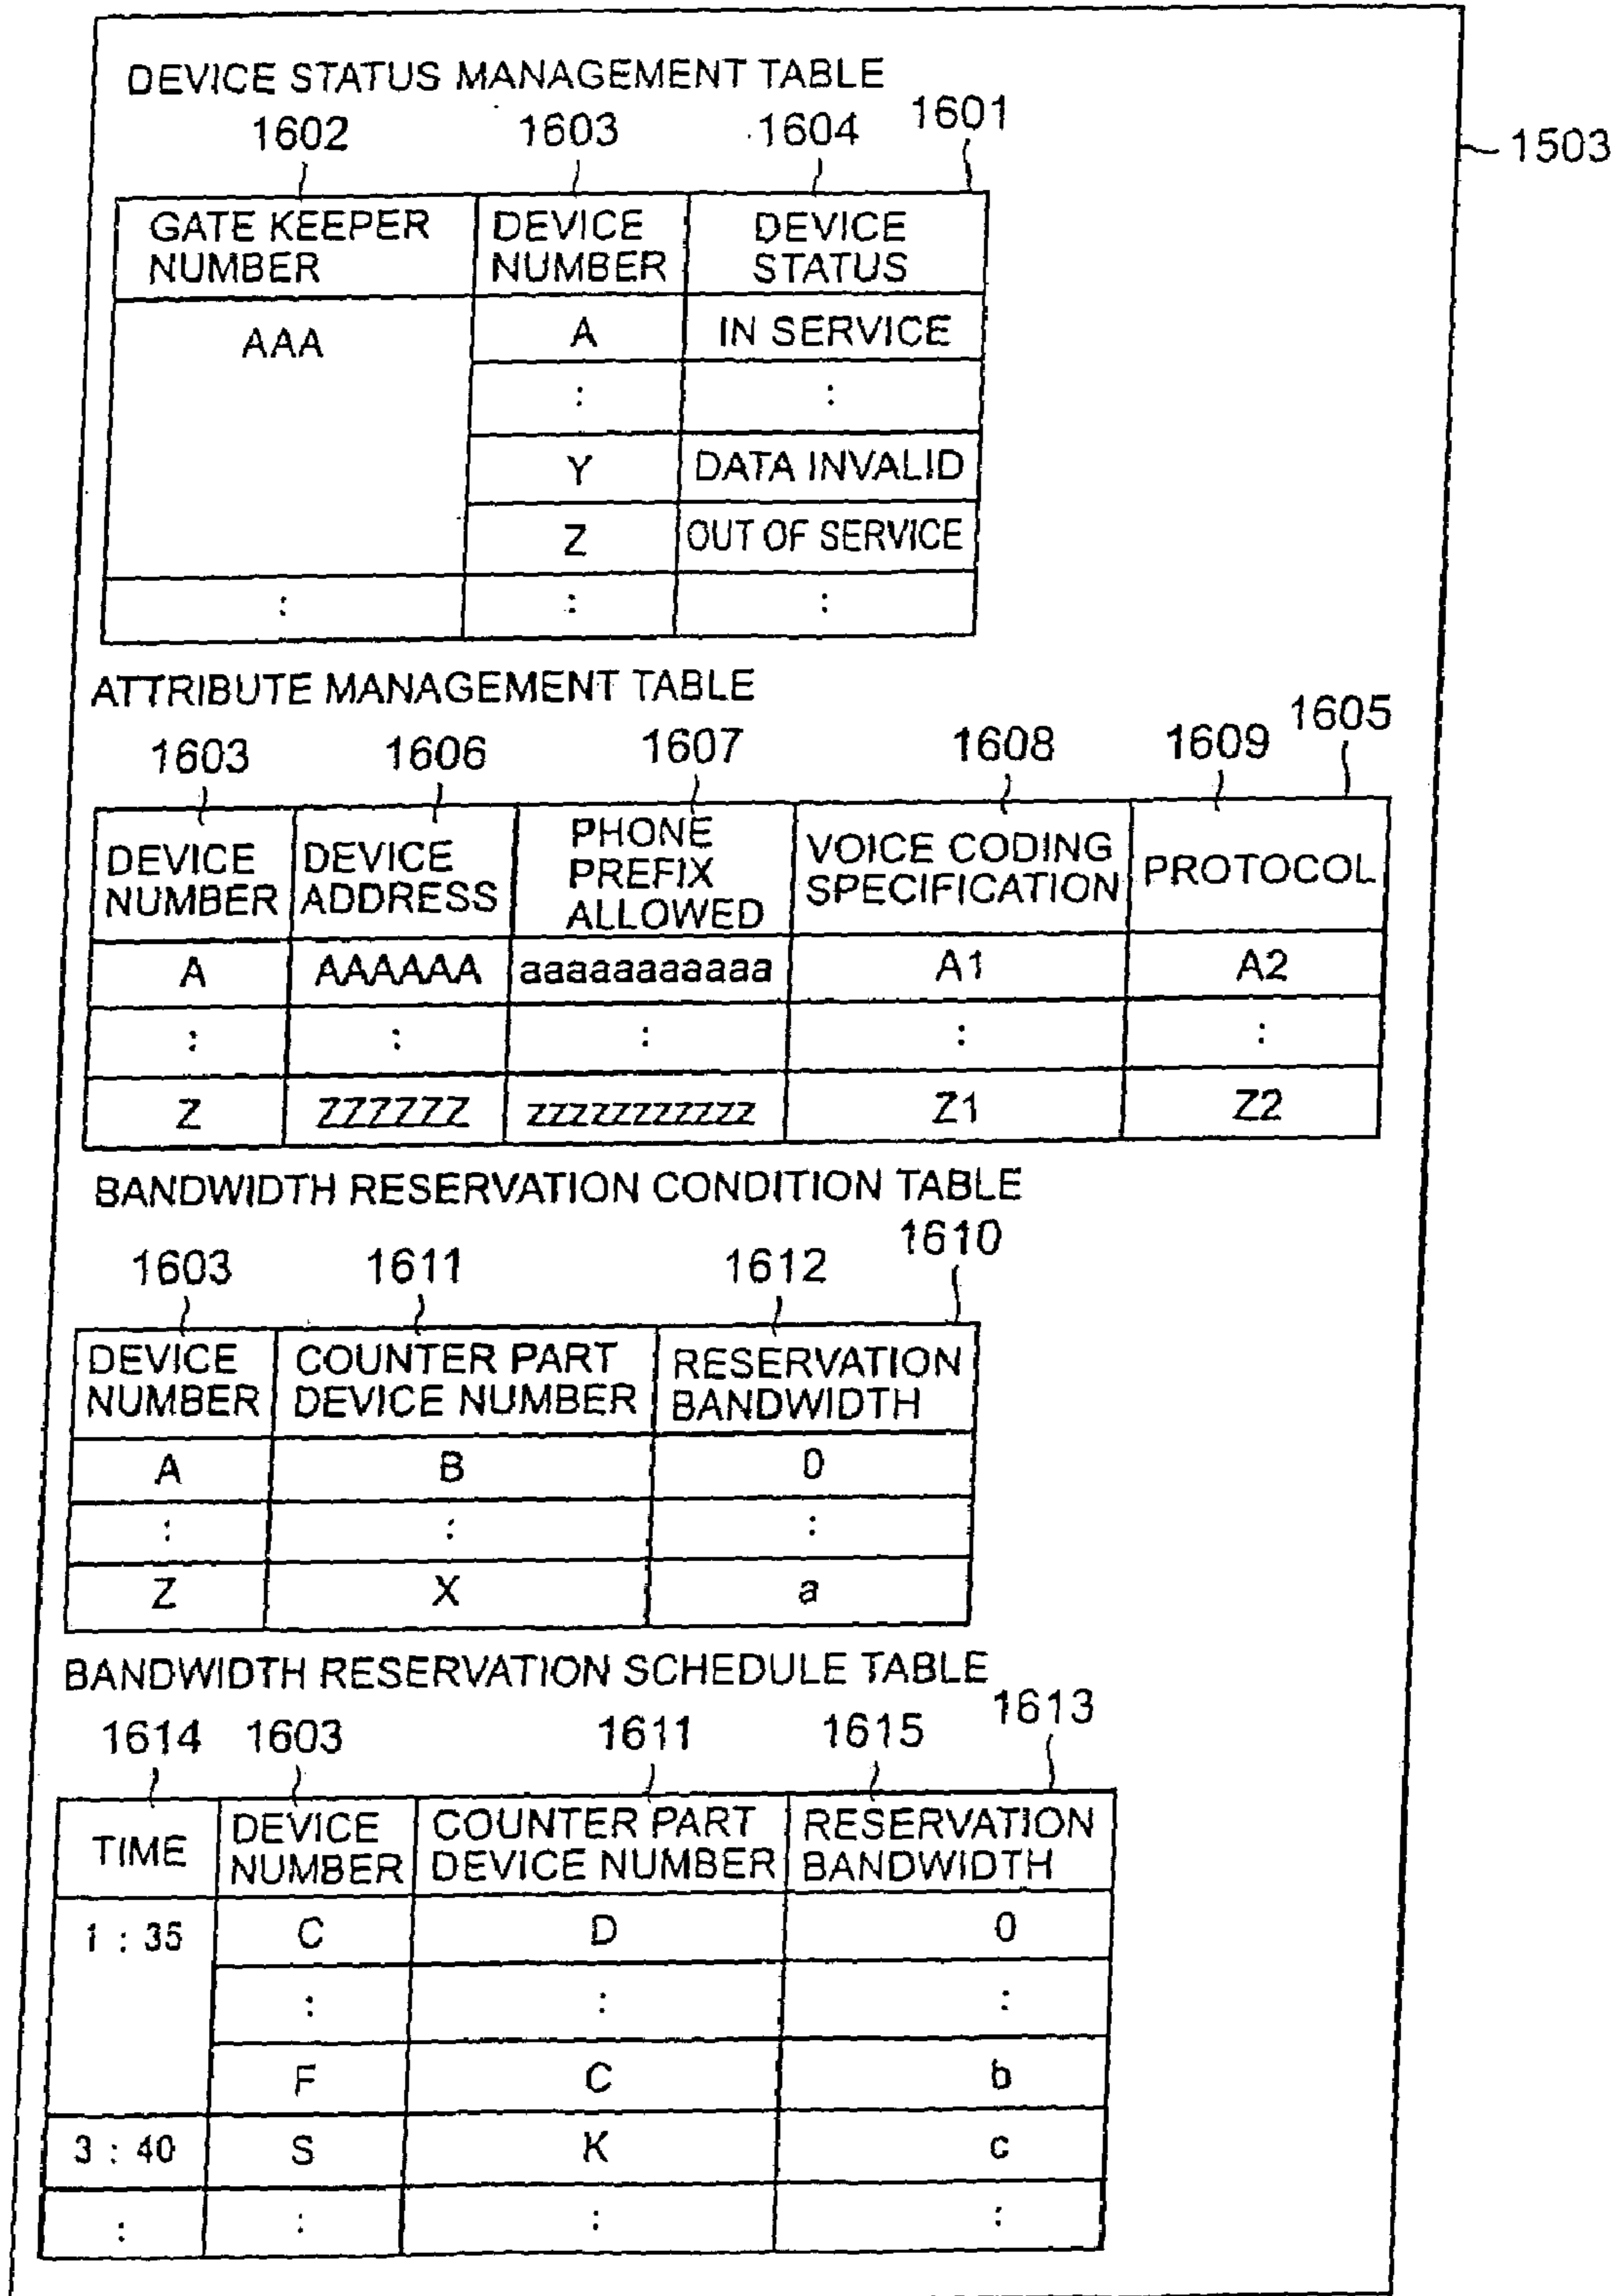 DEVICE STATUS MANAGEMENT TABLE
1602 1603 1604 1601
1503
GATE KEEPER NUMBER DEVICE NUMBER DEVICE STATUS
AAA A IN SERVICE
: :
Y DATA INVALID
Z OUT OF SERVICE
: : :
ATTRIBUTE MANAGEMENT TABLE
1603 1606 1607 1608 1609 1605
DEVICE NUMBER DEVICE ADDRESS PHONE PREFIX ALLOWED VOICE CODING SPECIFICATION PROTOCOL
A AAAAAA aaaaaaaaaaa A1 A2
: : : : :
Z ZZZZZZ zzzzzzzzzzz Z1 Z2
BANDWIDTH RESERVATION CONDITION TABLE
1603 1611 1612 1610
DEVICE NUMBER COUNTER PART DEVICE NUMBER RESERVATION BANDWIDTH
A B 0
: : :
Z X a
BANDWIDTH RESERVATION SCHEDULE TABLE
1614 1603 1611 1615 1613
TIME DEVICE NUMBER COUNTER PART DEVICE NUMBER RESERVATION BANDWIDTH
1 : 35 C D 0
: : :
F C b
3 : 40 S K c
: : : :